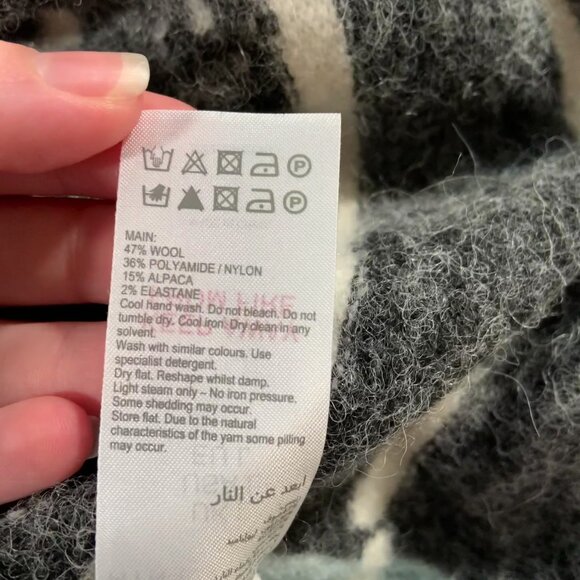 P
P
MAIN:
47% WOOL
36% POLYAMIDE / NYLON
15% ALPACA
2% ELASTANE
Cool hand wash. Do not bleach. Do not
tumble dry. Cool iron. Dry clean in any
solvent.
Wash with similar colours. Use
specialist detergent.
Dry flat. Reshape whilst damp.
Light steam only – No iron pressure.
Some shedding may occur.
Store flat. Due to the natural
characteristics of the yarn some pilling
may occur.
ابعد عن النار